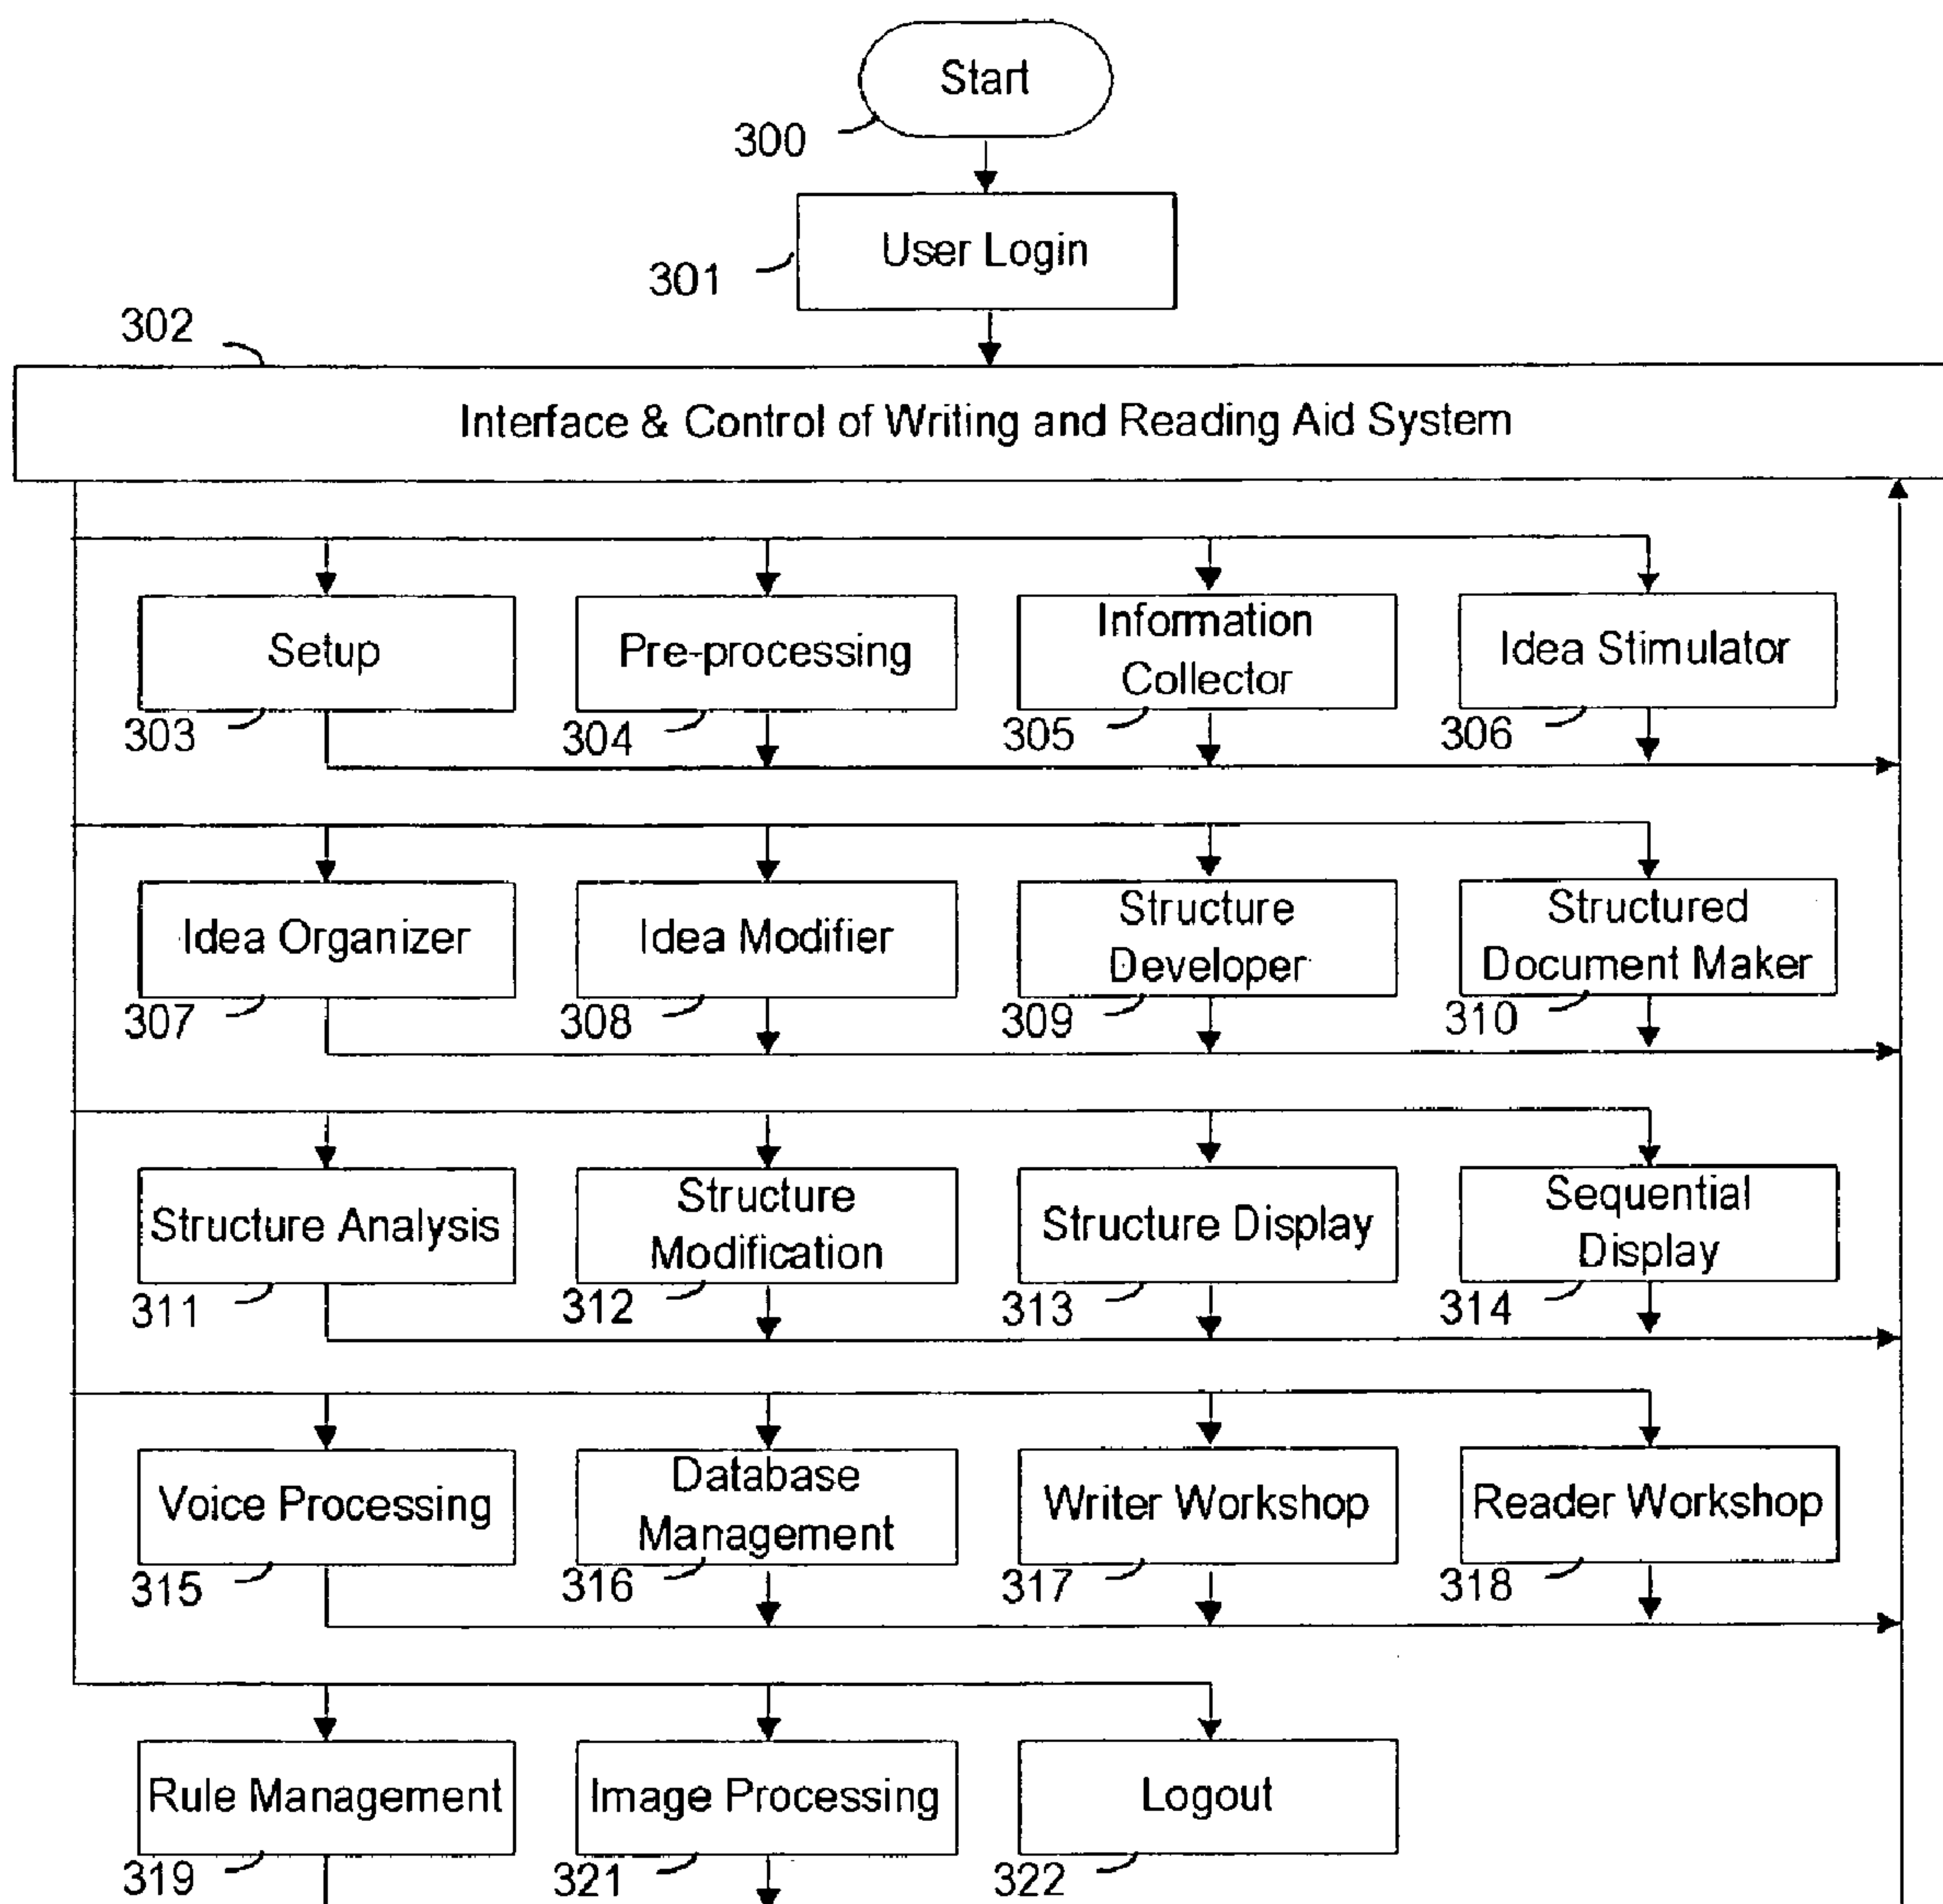 Start
300
User Login
301
302
Interface & Control of Writing and Reading Aid System
Setup
Pre-processing
Information
Collector
Idea Stimulator
303
304
305
306
Idea Organizer
Idea Modifier
Structure
Developer
Structured
Document Maker
307
308
309
310
Structure Analysis
Structure
Modification
Structure Display
Sequential
Display
311
312
313
314
Voice Processing
Database
Management
Writer Workshop
Reader Workshop
315
316
317
318
Rule Management
Image Processing
Logout
319
321
322